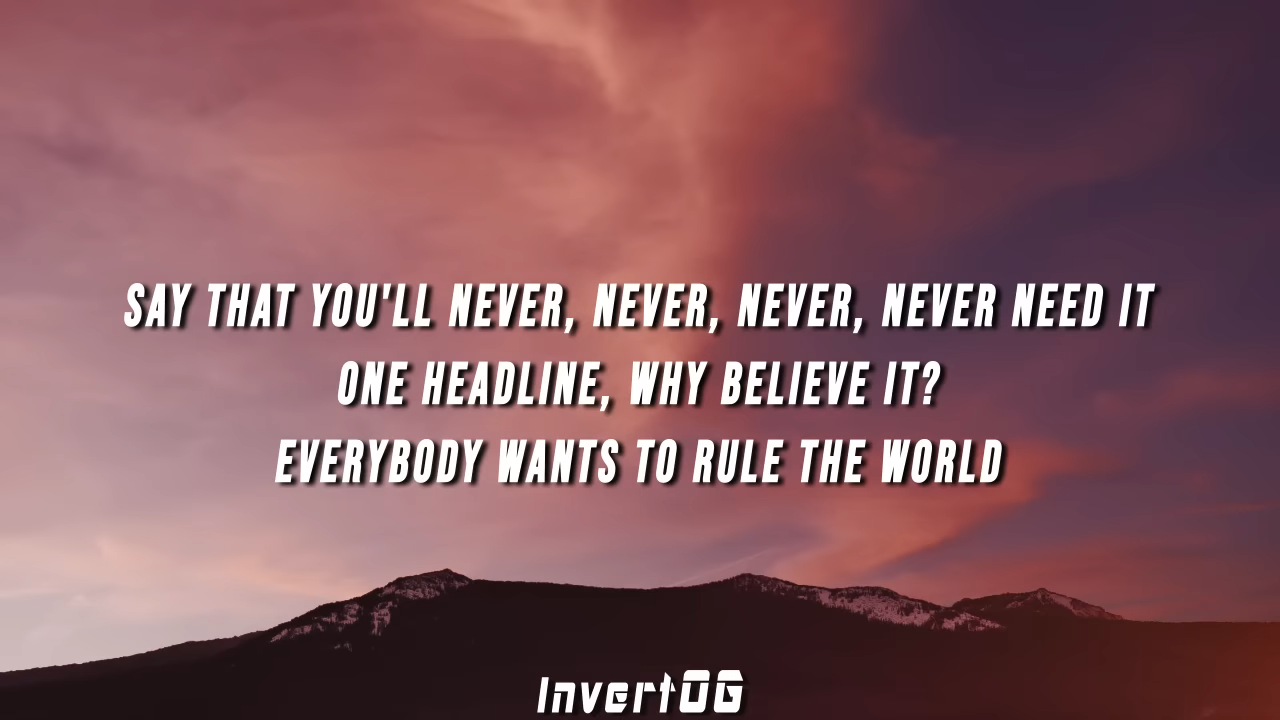 SAY THAT YOU'LL NEVER, NEVER, NEVER, NEVER NEED IT
ONE HEADLINE, WHY BELIEVE IT?
EVERYBODY WANTS TO RULE THE WORLD
InvertOG